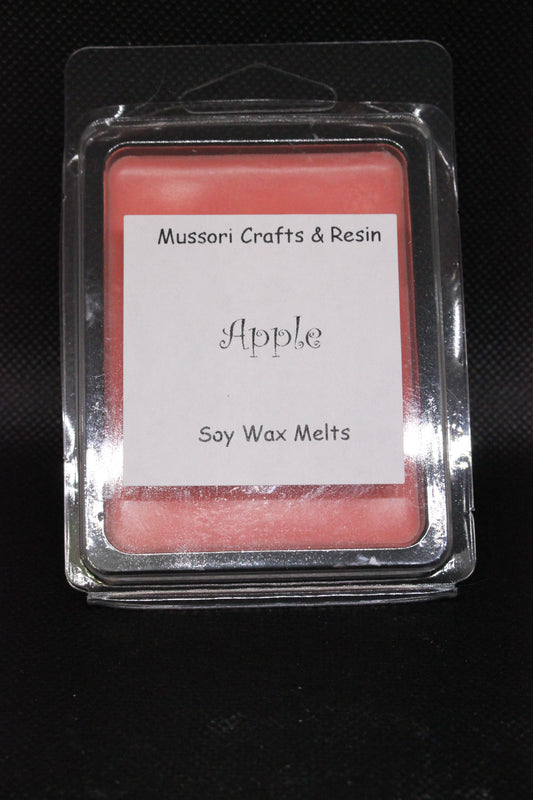 Mussori Crafts & Resin
Apple
Soy Wax Melts